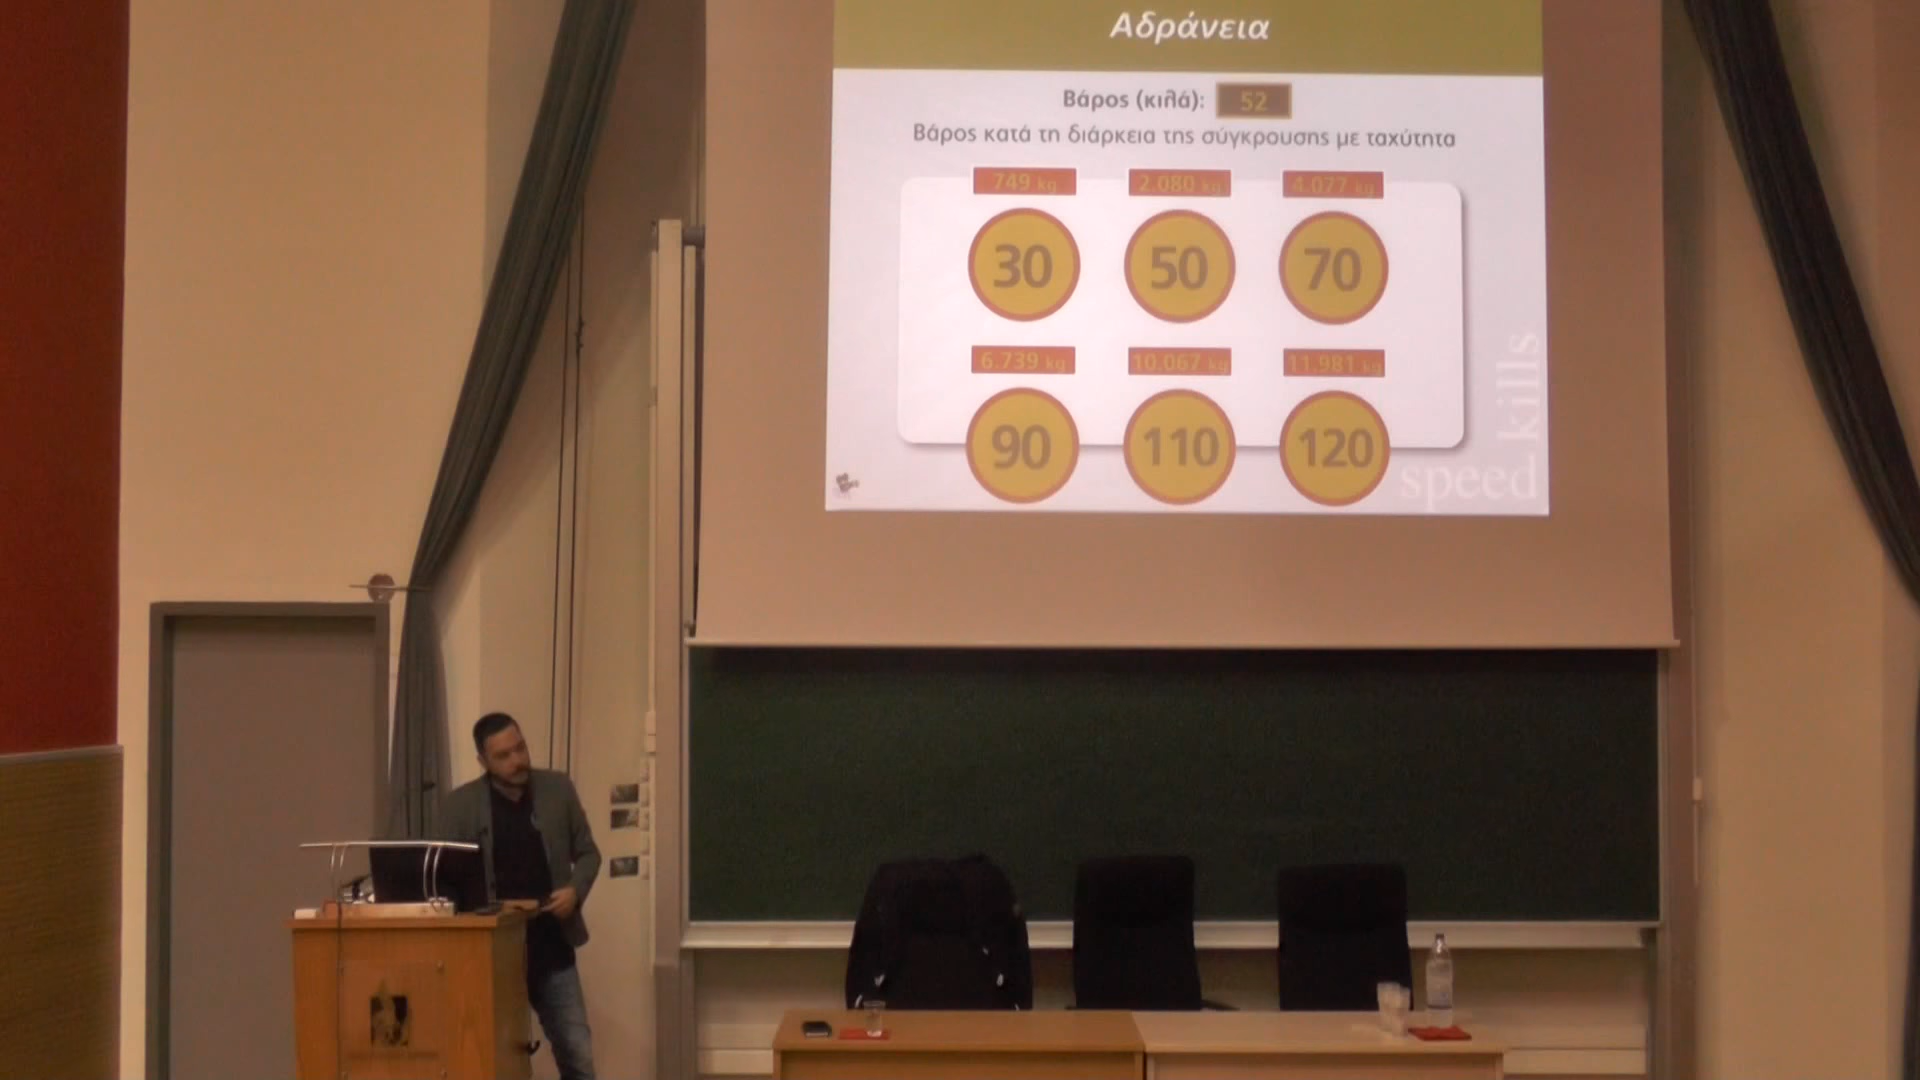 Αδράνεια
Βάρος (κιλά): 52
Βάρος κατά τη διάρκεια της σύγκρουσης με ταχύτητα
749 kg 2.080 kg 4.077 kg
30 50 70
6.739 kg 10.067 kg 11.981 kg
90 110 120
speed kills